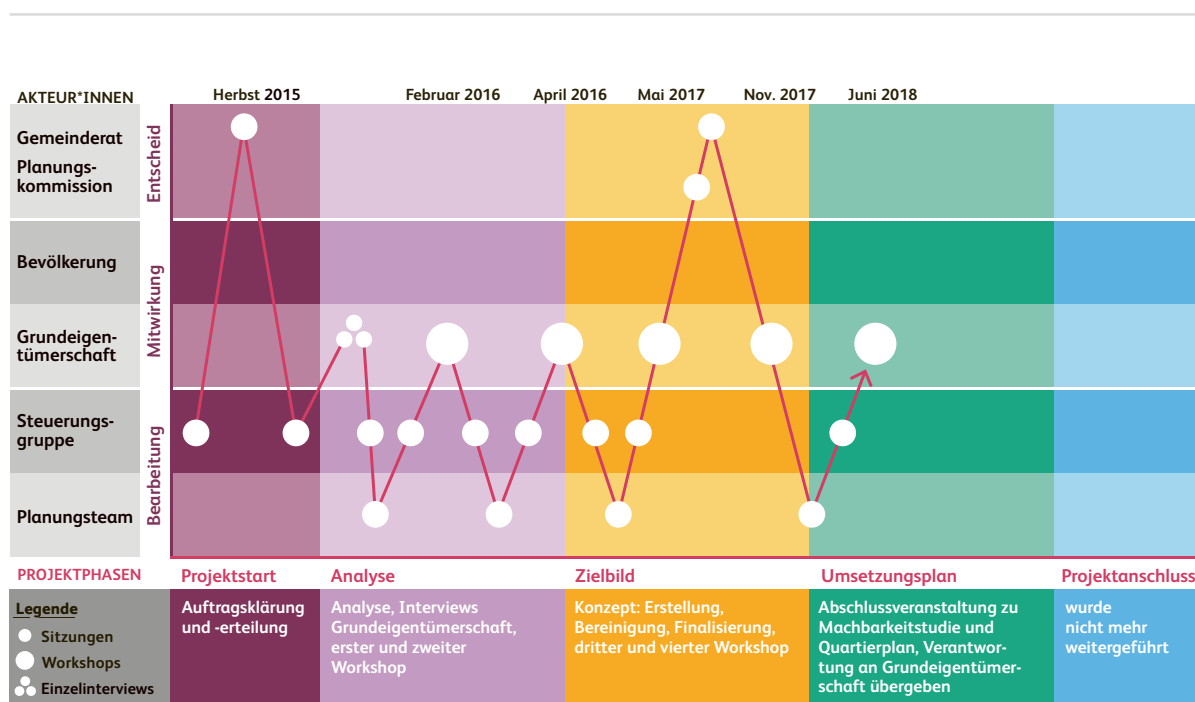 AKTEUR*INNEN
Herbst 2015
Februar 2016
April 2016
Mai 2017
Nov. 2017
Juni 2018
Gemeinderat
Planungs-
kommission
Entscheid
Bevölkerung
Grundeigen-
tümerschaft
Mitwirkung
Steuerungs-
gruppe
Planungsteam
Bearbeitung
PROJEKTPHASEN
Projektstart
Analyse
Zielbild
Umsetzungsplan
Projektanschluss
Legende
Sitzungen
Workshops
Einzelinterviews
Auftragsklärung
und -erteilung
Analyse, Interviews
Grundeigentümerschaft,
erster und zweiter
Workshop
Konzept: Erstellung,
Bereinigung, Finalisierung,
dritter und vierter Workshop
Abschlussveranstaltung zu
Machbarkeitstudie und
Quartierplan, Verantwor-
tung an Grundeigentümer-
schaft übergeben
wurde
nicht mehr
weitergeführt